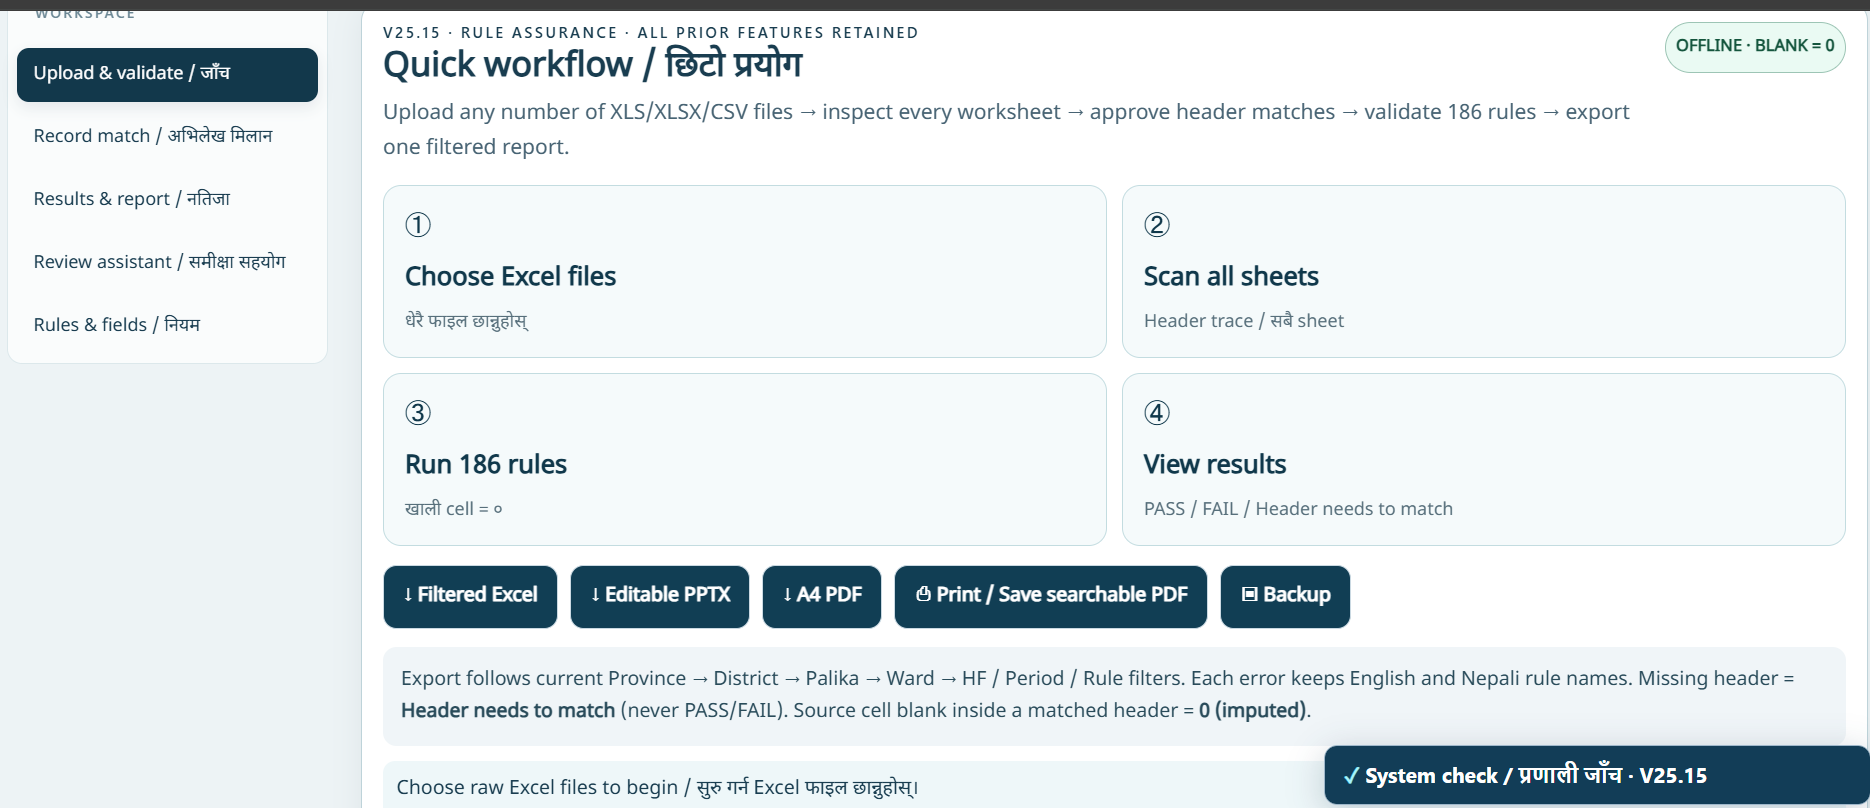 WORKSPACE
Upload & validate / जाँच
Record match / अभिलेख मिलान
Results & report / नतिजा
Review assistant / समीक्षा सहयोग
Rules & fields / नियम
V25.15 · RULE ASSURANCE · ALL PRIOR FEATURES RETAINED
Quick workflow / छिटो प्रयोग
OFFLINE · BLANK = 0
Upload any number of XLS/XLSX/CSV files → inspect every worksheet → approve header matches → validate 186 rules → export
one filtered report.
①
Choose Excel files
धेरै फाइल छान्नुहोस्
②
Scan all sheets
Header trace / सबै sheet
③
Run 186 rules
खाली cell = ०
④
View results
PASS / FAIL / Header needs to match
↓ Filtered Excel
↓ Editable PPTX
↓ A4 PDF
⎙ Print / Save searchable PDF
Backup
Export follows current Province → District → Palika → Ward → HF / Period / Rule filters. Each error keeps English and Nepali rule names. Missing header =
Header needs to match (never PASS/FAIL). Source cell blank inside a matched header = 0 (imputed).
Choose raw Excel files to begin / सुरु गर्न Excel फाइल छान्नुहोस्।
✓ System check / प्रणाली जाँच · V25.15